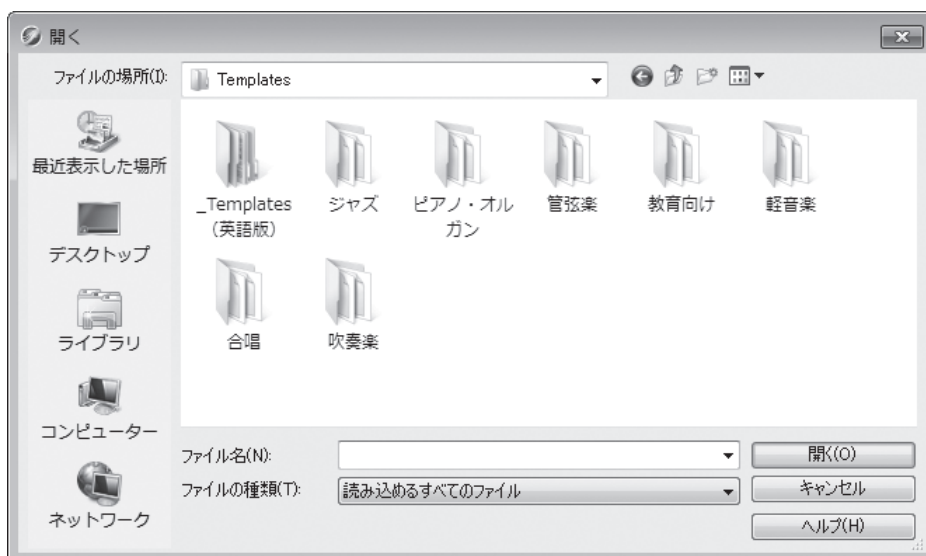 開く
ファイルの場所(I):
Templates
最近表示した場所
デスクトップ
ライブラリ
コンピューター
ネットワーク
_Templates
(英語版)
ジャズ
ピアノ・オル
ガン
管弦楽
教育向け
軽音楽
合唱
吹奏楽
ファイル名(N):
開く(O)
ファイルの種類(T):
読み込めるすべてのファイル
キャンセル
ヘルプ(H)